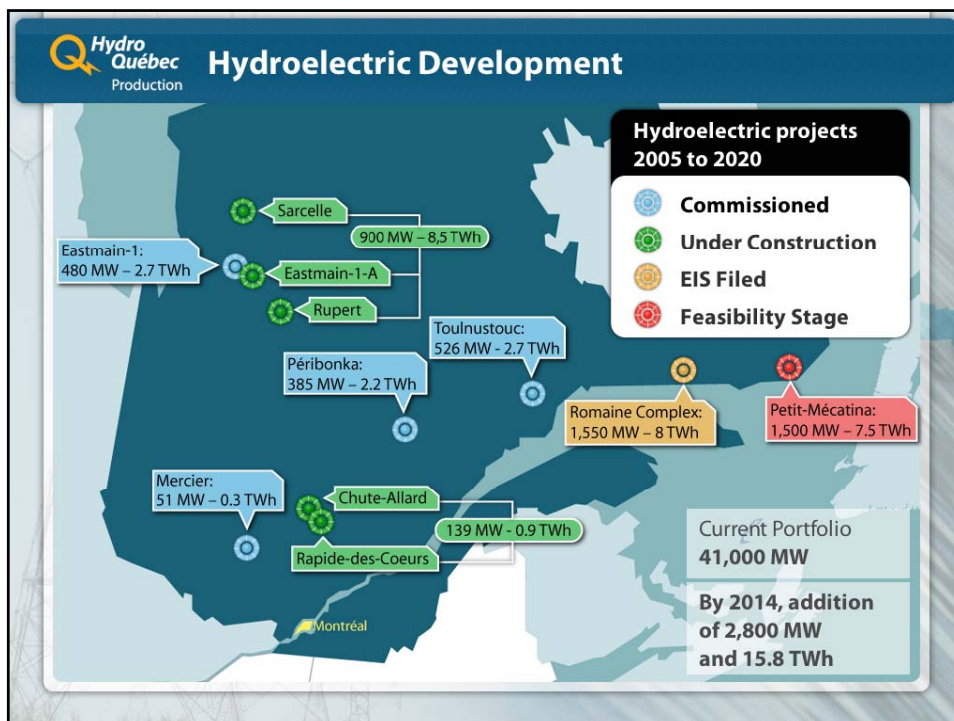 Hydro
Québec
Production
Hydroelectric Development
Hydroelectric projects
2005 to 2020
Commissioned
Under Construction
EIS Filed
Feasibility Stage
Sarcelle
900 MW – 8,5 TWh
Eastmain-1:
480 MW – 2.7 TWh
Eastmain-1-A
Rupert
Toulnustouc:
526 MW - 2.7 TWh
Péribonka:
385 MW – 2.2 TWh
Romaine Complex:
1,550 MW – 8 TWh
Petit-Mécatina:
1,500 MW – 7.5 TWh
Mercier:
51 MW – 0.3 TWh
Chute-Allard
139 MW - 0.9 TWh
Rapide-des-Coeurs
Montréal
Current Portfolio
41,000 MW
By 2014, addition
of 2,800 MW
and 15.8 TWh